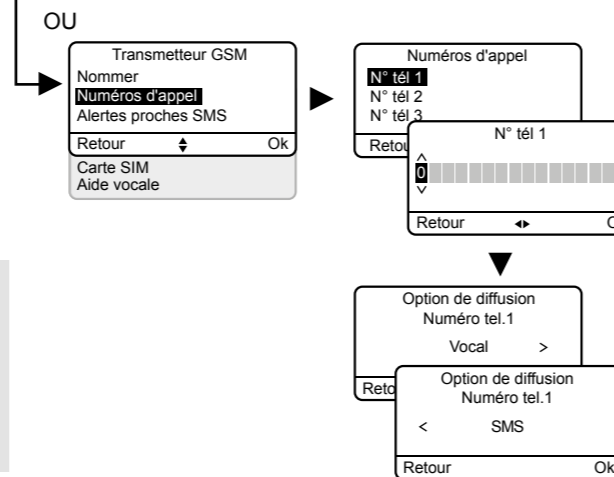 OU
Transmetteur GSM
Nommer
Numéros d'appel
Alertes proches SMS
Retour Ok
Carte SIM
Aide vocale
Numéros d'appel
N° tél 1
N° tél 2
N° tél 3
N° tél 1
0
Retour
Option de diffusion
Numéro tel.1
Vocal >
Option de diffusion
Numéro tel.1
< SMS
Retour Ok